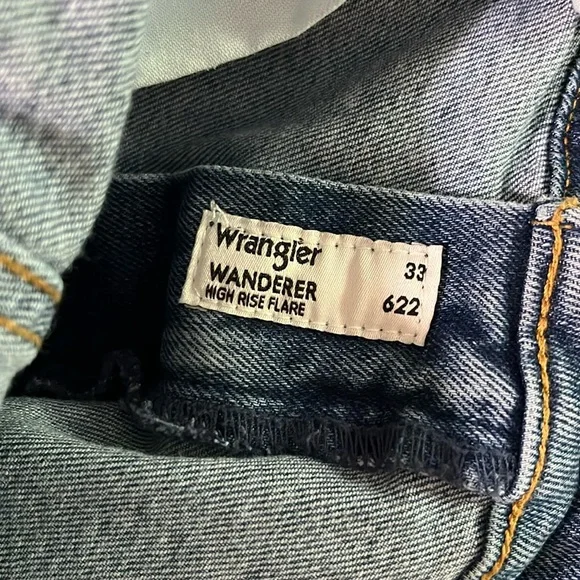 Wrangler
33
WANDERER
HIGH RISE FLARE
622